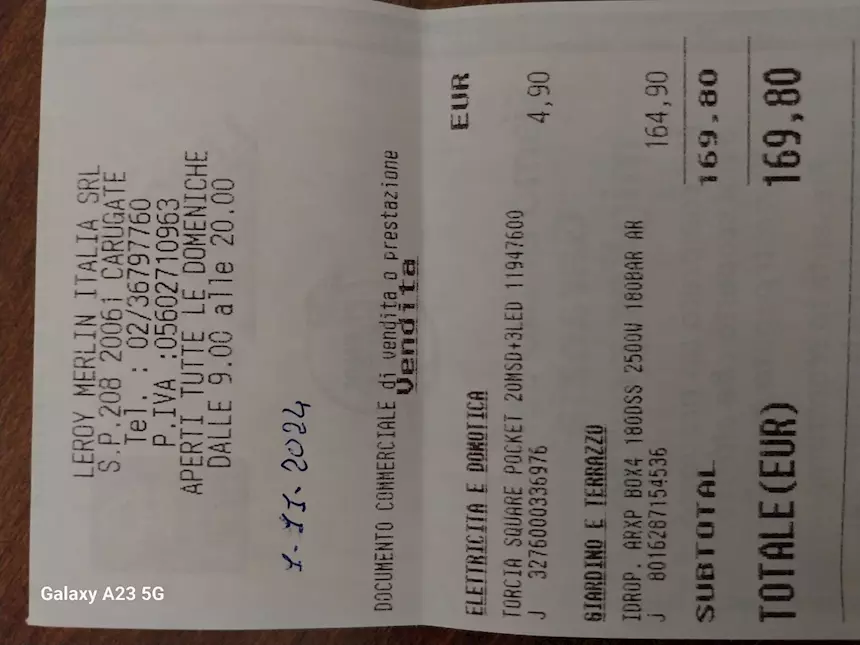 LEROY MERLIN ITALIA SRL
S.P.208 20061 CARUGATE
Tel. : 02/36797760
P.IVA :05602710963
APERTI TUTTE LE DOMENICHE
DALLE 9.00 alle 20.00
1-11-2024
DOCUMENTO COMMERCIALE di vendita o prestazione
Vendita
EUR
ELETTRICITA E DOMOTICA
TORCIA SQUARE POCKET 20MSD+3LED 11947600
J 3276000336976 4,90
GIARDINO E TERRAZZO
IDROP. ARXP BOX4 180DSS 2500W 180BAR AR
j 8016287154536 164,90
SUBTOTAL 169,80
TOTALE(EUR) 169,80
Galaxy A23 5G